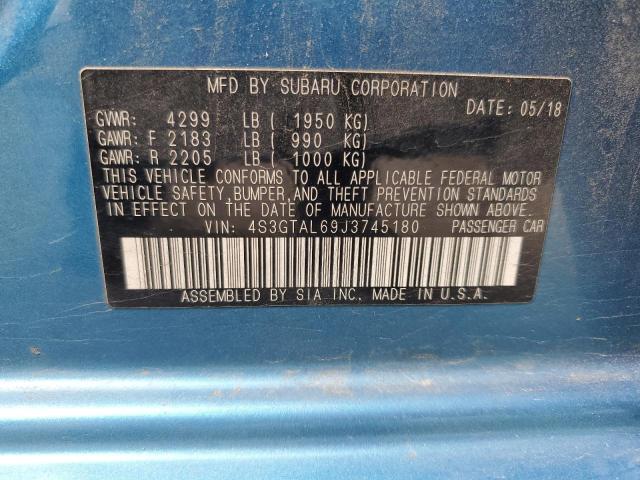 MFD BY SUBARU CORPORATION
DATE: 05/18
GVWR: 4299 LB ( 1950 KG)
GAWR: F 2183 LB ( 990 KG)
GAWR: R 2205 LB ( 1000 KG)
THIS VEHICLE CONFORMS TO ALL APPLICABLE FEDERAL MOTOR
VEHICLE SAFETY, BUMPER, AND THEFT PREVENTION STANDARDS
IN EFFECT ON THE DATE OF MANUFACTURE SHOWN ABOVE.
VIN: 4S3GTAL69J3745180 PASSENGER CAR
ASSEMBLED BY SIA INC. MADE IN U.S.A.